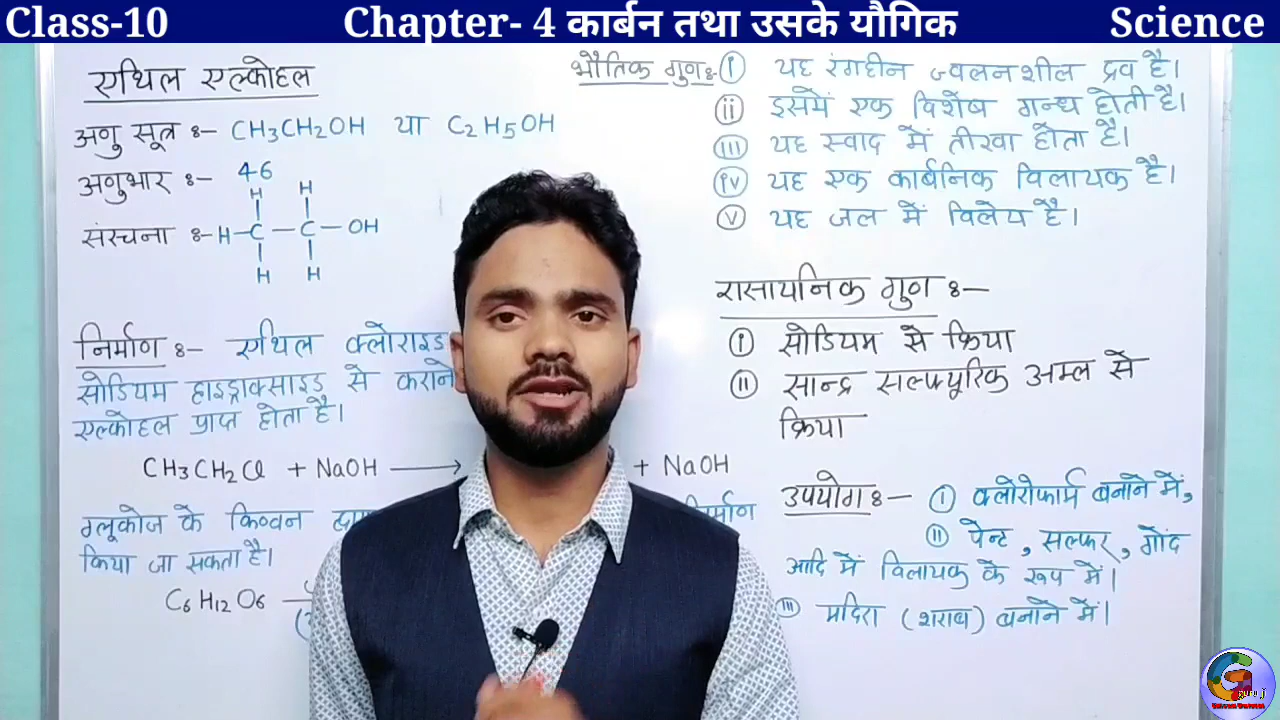 Class-10
Chapter- 4 कार्बन तथा उसके यौगिक
Science
एथिल एल्कोहल
अणु सूत्र :- CH3CH2OH या C2H5OH
अणुभार :- 46
संरचना :-
H H
H-C-C-OH
H H
निर्माण :- एथिल क्लोराइड
सोडियम हाइड्राक्साइड से कराने
एल्कोहल प्राप्त होता है।
CH3CH2Cl + NaOH ⟶ + NaOH
ग्लूकोज के किण्वन द्वारा
किया जा सकता है।
C6H12O6
भौतिक गुण :- (i) यह रंगहीन ज्वलनशील द्रव है।
(ii) इसमें एक विशेष गन्ध होती है।
(iii) यह स्वाद में तीखा होता है।
(iv) यह एक कार्बनिक विलायक है।
(v) यह जल में विलेय है।
रासायनिक गुण :-
(i) सोडियम से क्रिया
(ii) सान्द्र सल्फ्यूरिक अम्ल से
क्रिया
उपयोग :- (i) क्लोरोफार्म बनाने में,
(ii) पेन्ट, सल्फर, गोंद
आदि में विलायक के रूप में।
(iii) मदिरा (शराब) बनाने में।
G
guru ji